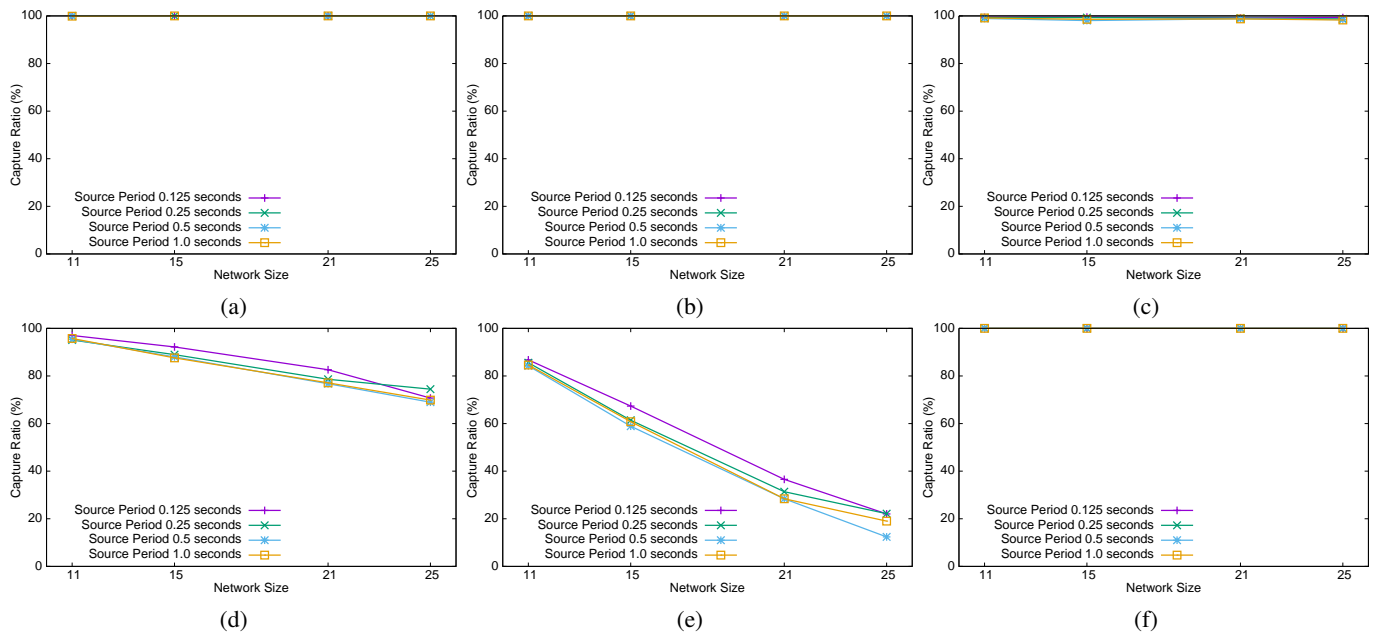 100
80
60
40
20
0
Capture Ratio (%)
Source Period 0.125 seconds
Source Period 0.25 seconds
Source Period 0.5 seconds
Source Period 1.0 seconds
11 15 21 25
Network Size
(a)
100
80
60
40
20
0
Capture Ratio (%)
Source Period 0.125 seconds
Source Period 0.25 seconds
Source Period 0.5 seconds
Source Period 1.0 seconds
11 15 21 25
Network Size
(b)
100
80
60
40
20
0
Capture Ratio (%)
Source Period 0.125 seconds
Source Period 0.25 seconds
Source Period 0.5 seconds
Source Period 1.0 seconds
11 15 21 25
Network Size
(c)
100
80
60
40
20
0
Capture Ratio (%)
Source Period 0.125 seconds
Source Period 0.25 seconds
Source Period 0.5 seconds
Source Period 1.0 seconds
11 15 21 25
Network Size
(d)
100
80
60
40
20
0
Capture Ratio (%)
Source Period 0.125 seconds
Source Period 0.25 seconds
Source Period 0.5 seconds
Source Period 1.0 seconds
11 15 21 25
Network Size
(e)
100
80
60
40
20
0
Capture Ratio (%)
Source Period 0.125 seconds
Source Period 0.25 seconds
Source Period 0.5 seconds
Source Period 1.0 seconds
11 15 21 25
Network Size
(f)